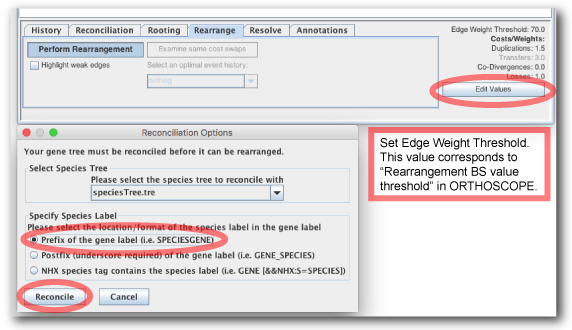 History Reconciliation Rooting Rearrange Resolve Annotations
Perform Rearrangement Examine same cost swaps
Highlight weak edges Select an optimal event history:
nothing
Edge Weight Threshold: 70.0
Costs/Weights:
Duplications: 1.5
Transfers: 3.0
Co-Divergences: 0.0
Losses: 1.0
Edit Values
Reconciliation Options
Your gene tree must be reconciled before it can be rearranged.
Select Species Tree
Please select the species tree to reconcile with
speciesTree.tre
Specify Species Label
Please select the location/format of the species label in the gene label
Prefix of the gene label (i.e. SPECIESGENE)
Postfix (underscore required) of the gene label (i.e. GENE_SPECIES)
NHX species tag contains the species label (i.e. GENE [&&NHX:S=SPECIES])
Reconcile Cancel
Set Edge Weight Threshold.
This value corresponds to
“Rearrangement BS value
threshold” in ORTHOSCOPE.